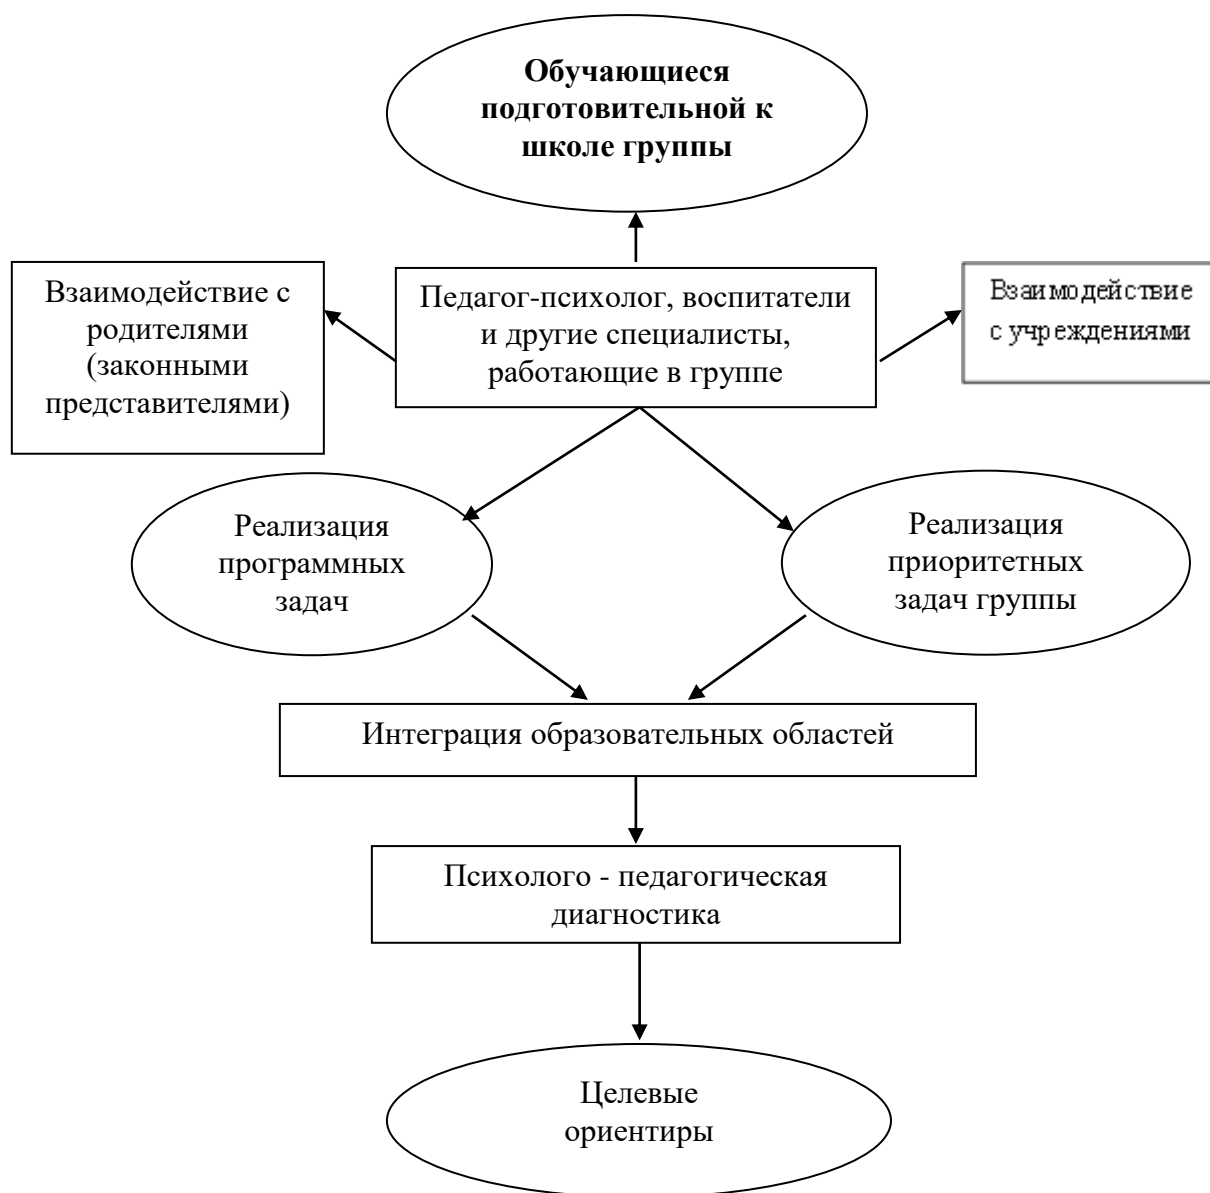 Обучающиеся
подготовительной к
школе группы
Взаимодействие с
родителями
(законными
представителями)
Педагог-психолог, воспитатели
и другие специалисты,
работающие в группе
Взаимодействие
с учреждениями
Реализация
программных
задач
Реализация
приоритетных
задач группы
Интеграция образовательных областей
Психолого - педагогическая
диагностика
Целевые
ориентиры